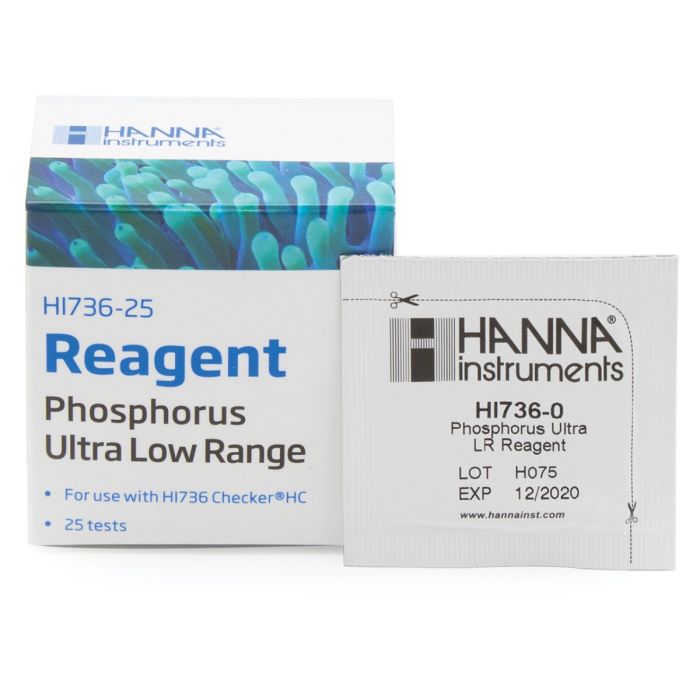 HANNA
instruments
HI736-25
Reagent
Phosphorus
Ultra Low Range
• For use with HI736 Checker®HC
• 25 tests
HANNA®
instruments
HI736-0
Phosphorus Ultra
LR Reagent
LOT H075
EXP 12/2020
www.hannainst.com